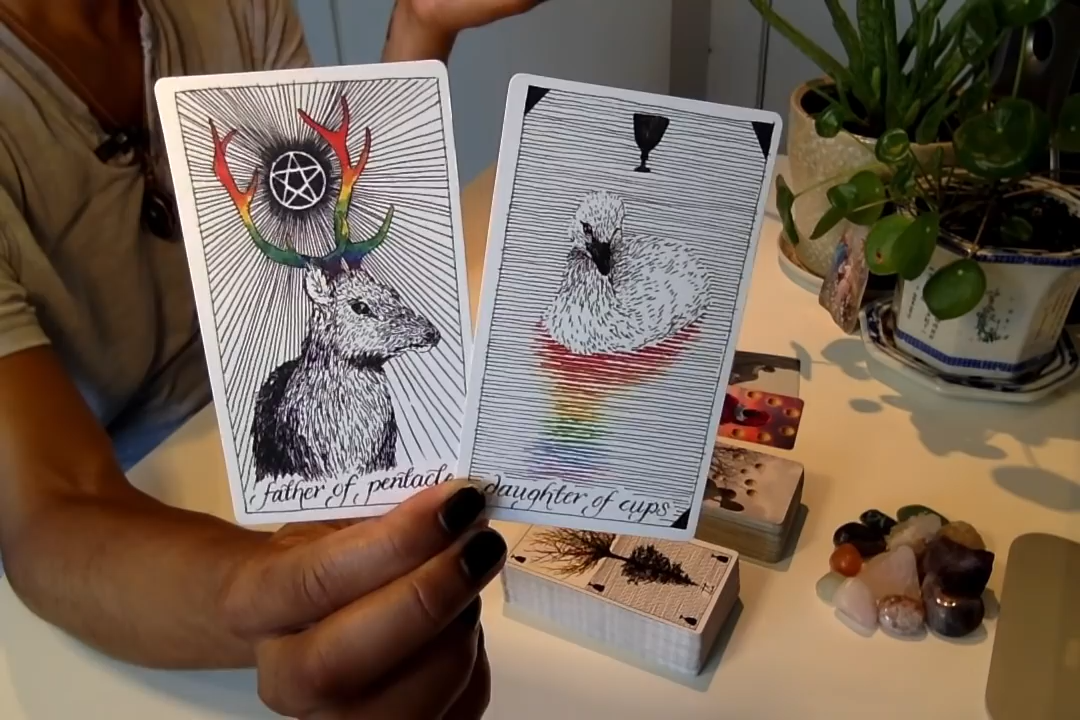 father of pentacle
daughter of cups